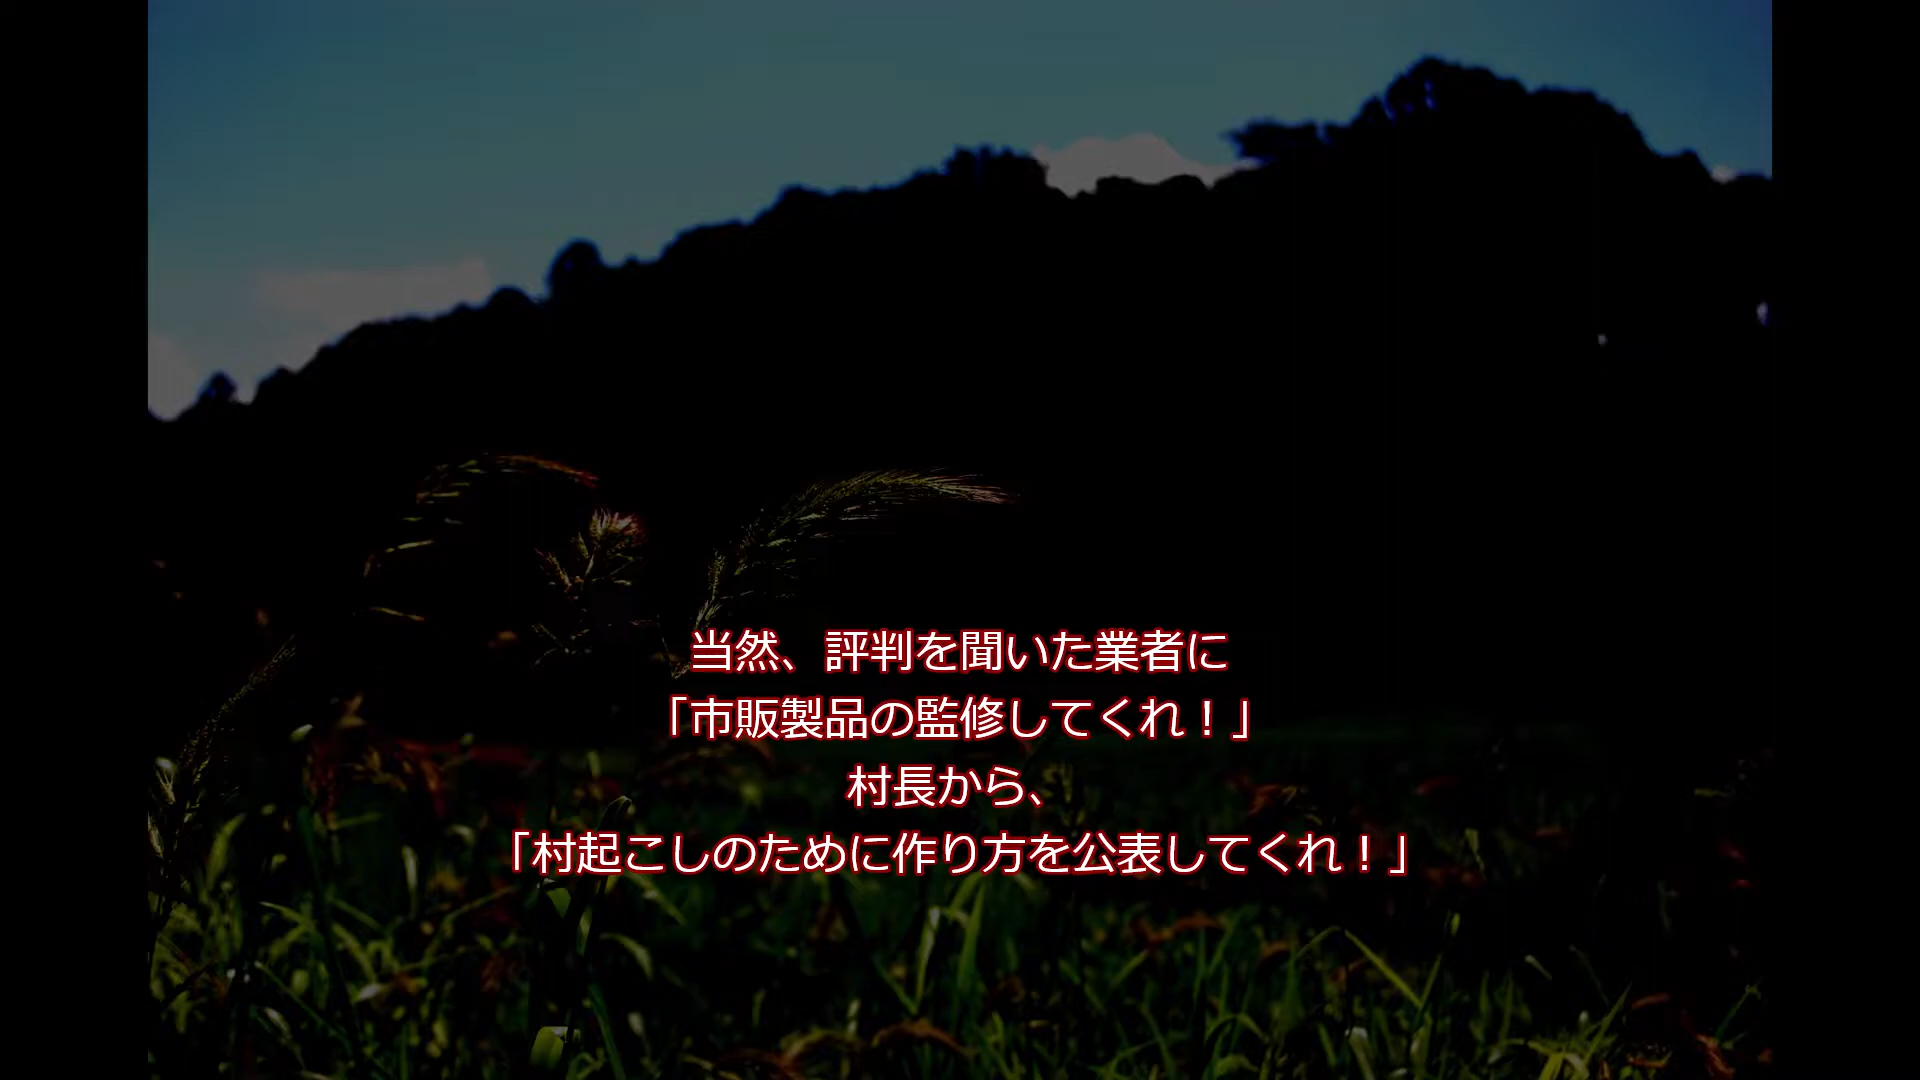 当然、評判を聞いた業者に
「市販製品の監修してくれ！」
村長から、
「村起こしのために作り方を公表してくれ！」